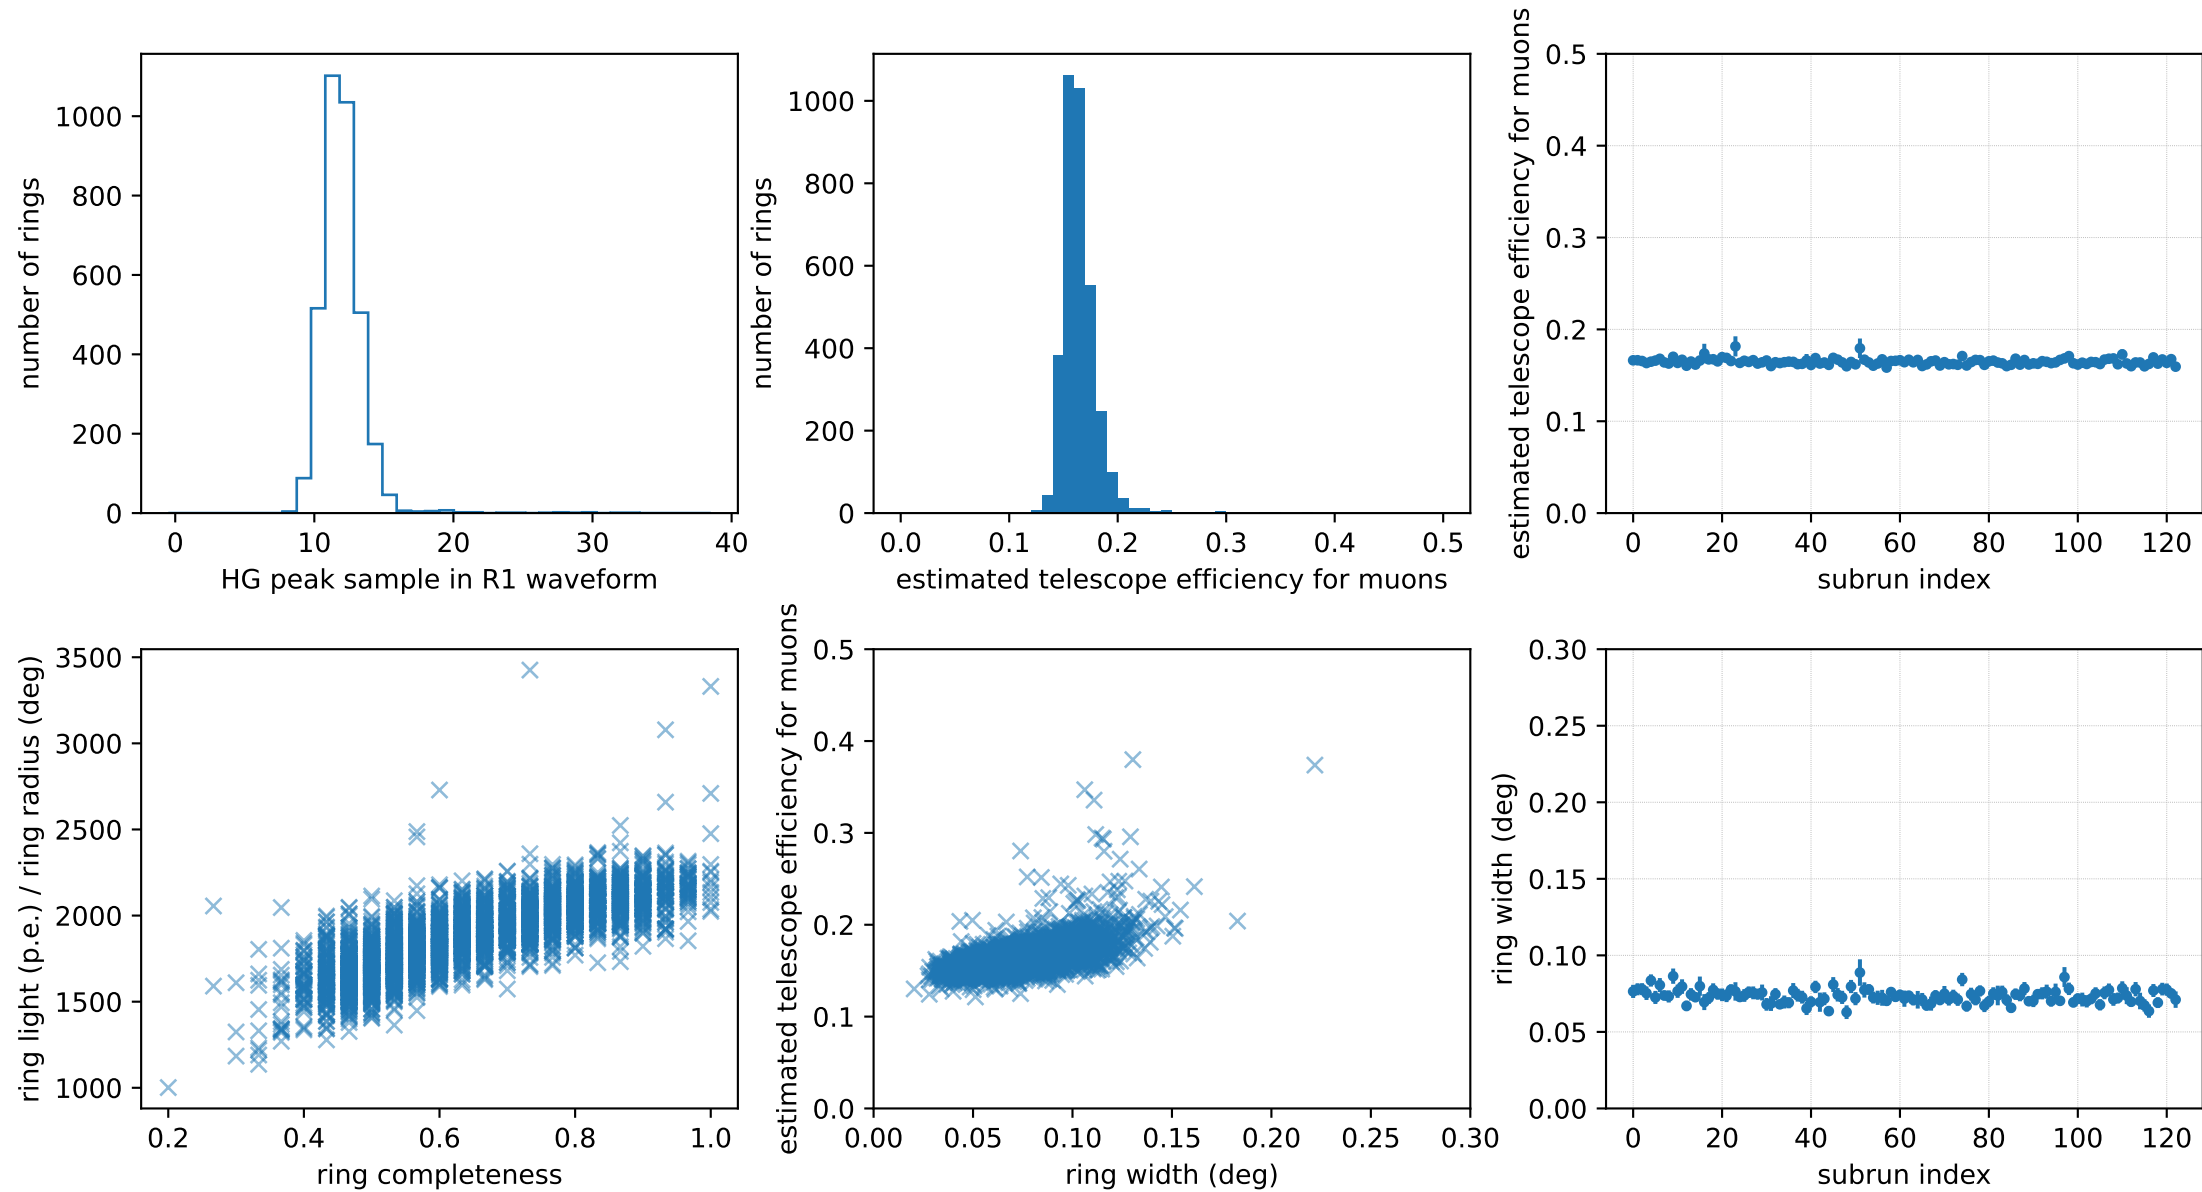 number of rings
1000
800
600
400
200
0
0 10 20 30 40
HG peak sample in R1 waveform
number of rings
1000
800
600
400
200
0
0.0 0.1 0.2 0.3 0.4 0.5
estimated telescope efficiency for muons
estimated telescope efficiency for muons
0.5
0.4
0.3
0.2
0.1
0.0
0 20 40 60 80 100 120
subrun index
ring light (p.e.) / ring radius (deg)
3500
3000
2500
2000
1500
1000
0.2 0.4 0.6 0.8 1.0
ring completeness
estimated telescope efficiency for muons
0.5
0.4
0.3
0.2
0.1
0.0
0.00 0.05 0.10 0.15 0.20 0.25 0.30
ring width (deg)
ring width (deg)
0.30
0.25
0.20
0.15
0.10
0.05
0.00
0 20 40 60 80 100 120
subrun index